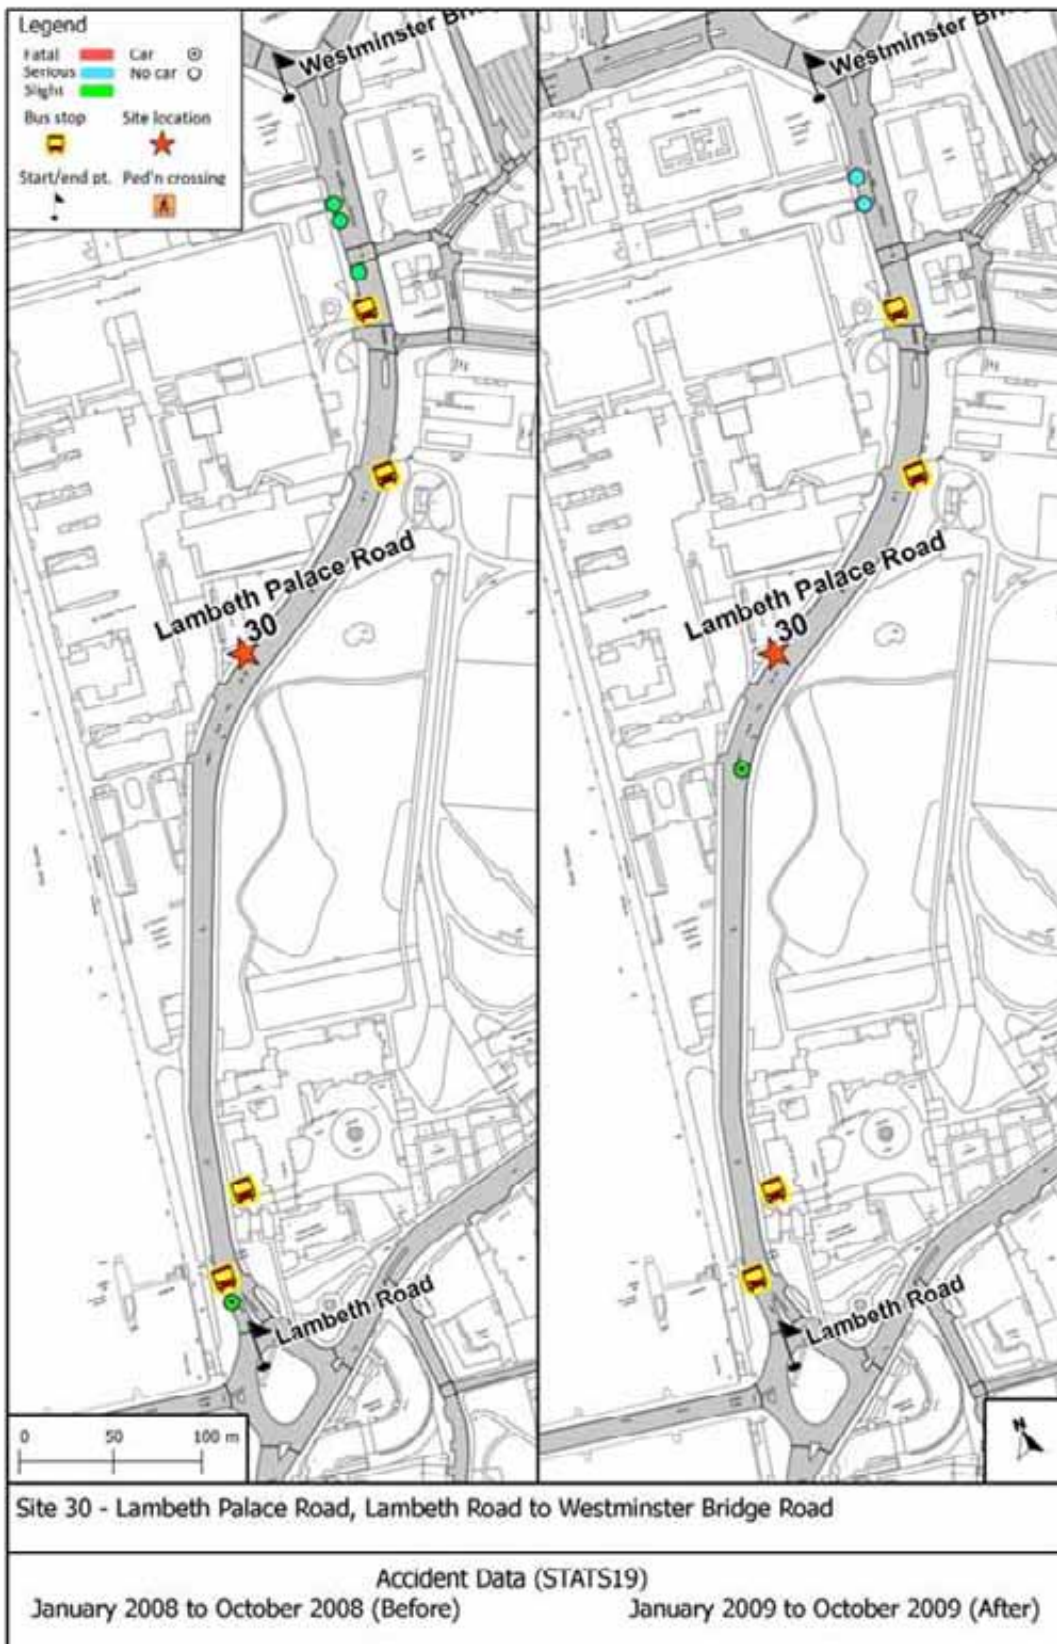 Legend
Fatal
Car
Serious
No car
Slight
Bus stop
Site location
Start/end pt.
Ped'n crossing
Westminster Bri
Westminster Bri
Lambeth Palace Road
30
Lambeth Palace Road
30
Lambeth Road
Lambeth Road
0 50 100 m
N
Site 30 - Lambeth Palace Road, Lambeth Road to Westminster Bridge Road
Accident Data (STATS19)
January 2008 to October 2008 (Before)
January 2009 to October 2009 (After)